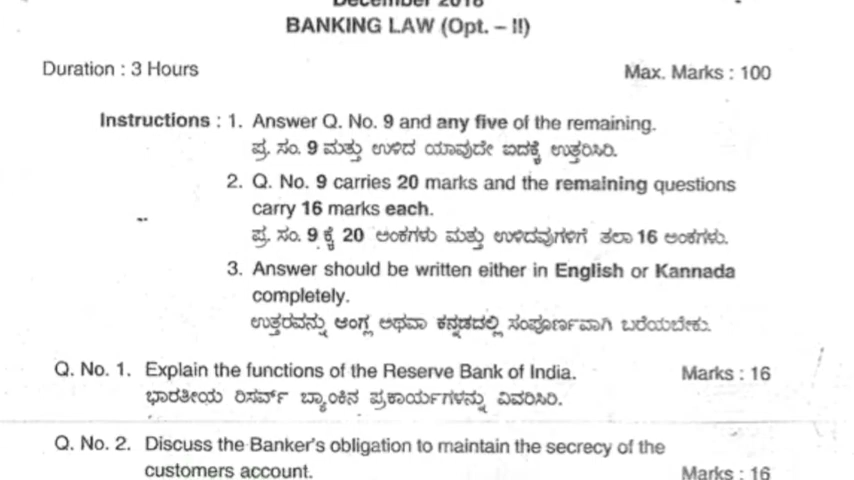 December 2018
BANKING LAW (Opt. – II)
Duration : 3 Hours
Max. Marks : 100
Instructions : 1. Answer Q. No. 9 and any five of the remaining.
ಪ್ರ. ಸಂ. 9 ಮತ್ತು ಉಳಿದ ಯಾವುದೇ ಐದಕ್ಕೆ ಉತ್ತರಿಸಿರಿ.
2. Q. No. 9 carries 20 marks and the remaining questions
carry 16 marks each.
ಪ್ರ. ಸಂ. 9 ಕ್ಕೆ 20 ಅಂಕಗಳು ಮತ್ತು ಉಳಿದವುಗಳಿಗೆ ತಲಾ 16 ಅಂಕಗಳು.
3. Answer should be written either in English or Kannada
completely.
ಉತ್ತರವನ್ನು ಆಂಗ್ಲ ಅಥವಾ ಕನ್ನಡದಲ್ಲಿ ಸಂಪೂರ್ಣವಾಗಿ ಬರೆಯಬೇಕು.
Q. No. 1. Explain the functions of the Reserve Bank of India. Marks : 16
ಭಾರತೀಯ ರಿಸರ್ವ್ ಬ್ಯಾಂಕಿನ ಪ್ರಕಾರ್ಯಗಳನ್ನು ವಿವರಿಸಿರಿ.
Q. No. 2. Discuss the Banker's obligation to maintain the secrecy of the
customers account. Marks : 16